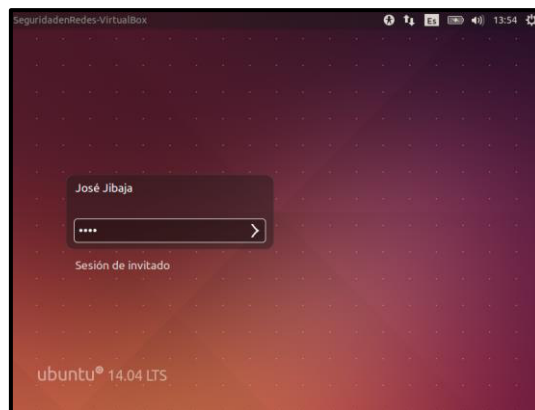 SeguridadenRedes-VirtualBox Es 13:54
José Jibaja
••••
Sesión de invitado
ubuntu® 14.04 LTS